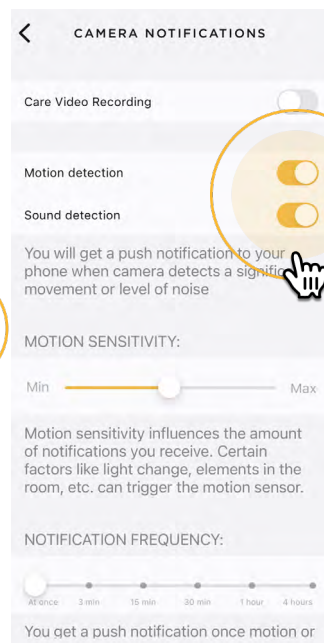 CAMERA NOTIFICATIONS
Care Video Recording
Motion detection
Sound detection
You will get a push notification to your
phone when camera detects a
movement or level of noise
MOTION SENSITIVITY:
Min Max
Motion sensitivity influences the amount
of notifications you receive. Certain
factors like light change, elements in the
room, etc. can trigger the motion sensor.
NOTIFICATION FREQUENCY:
At once 3 min 15 min 30 min 1 hour 4 hours
You get a push notification once motion or